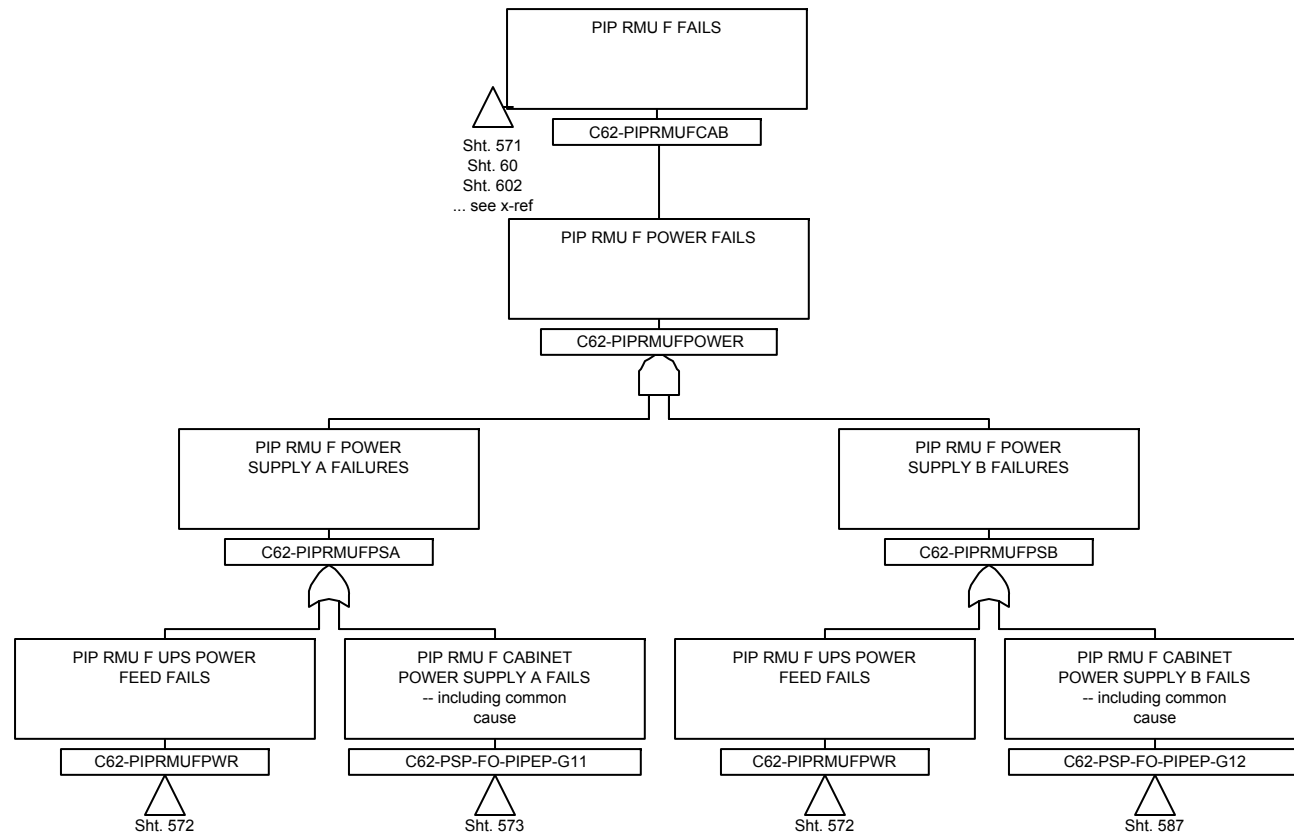 PIP RMU F FAILS
C62-PIPRMUFCAB
Sht. 571
Sht. 60
Sht. 602
... see x-ref
PIP RMU F POWER FAILS
C62-PIPRMUFPOWER
PIP RMU F POWER
SUPPLY A FAILURES
C62-PIPRMUFPSA
PIP RMU F POWER
SUPPLY B FAILURES
C62-PIPRMUFPSB
PIP RMU F UPS POWER
FEED FAILS
C62-PIPRMUFPWR
Sht. 572
PIP RMU F CABINET
POWER SUPPLY A FAILS
-- including common
cause
C62-PSP-FO-PIPEP-G11
Sht. 573
PIP RMU F UPS POWER
FEED FAILS
C62-PIPRMUFPWR
Sht. 572
PIP RMU F CABINET
POWER SUPPLY B FAILS
-- including common
cause
C62-PSP-FO-PIPEP-G12
Sht. 587